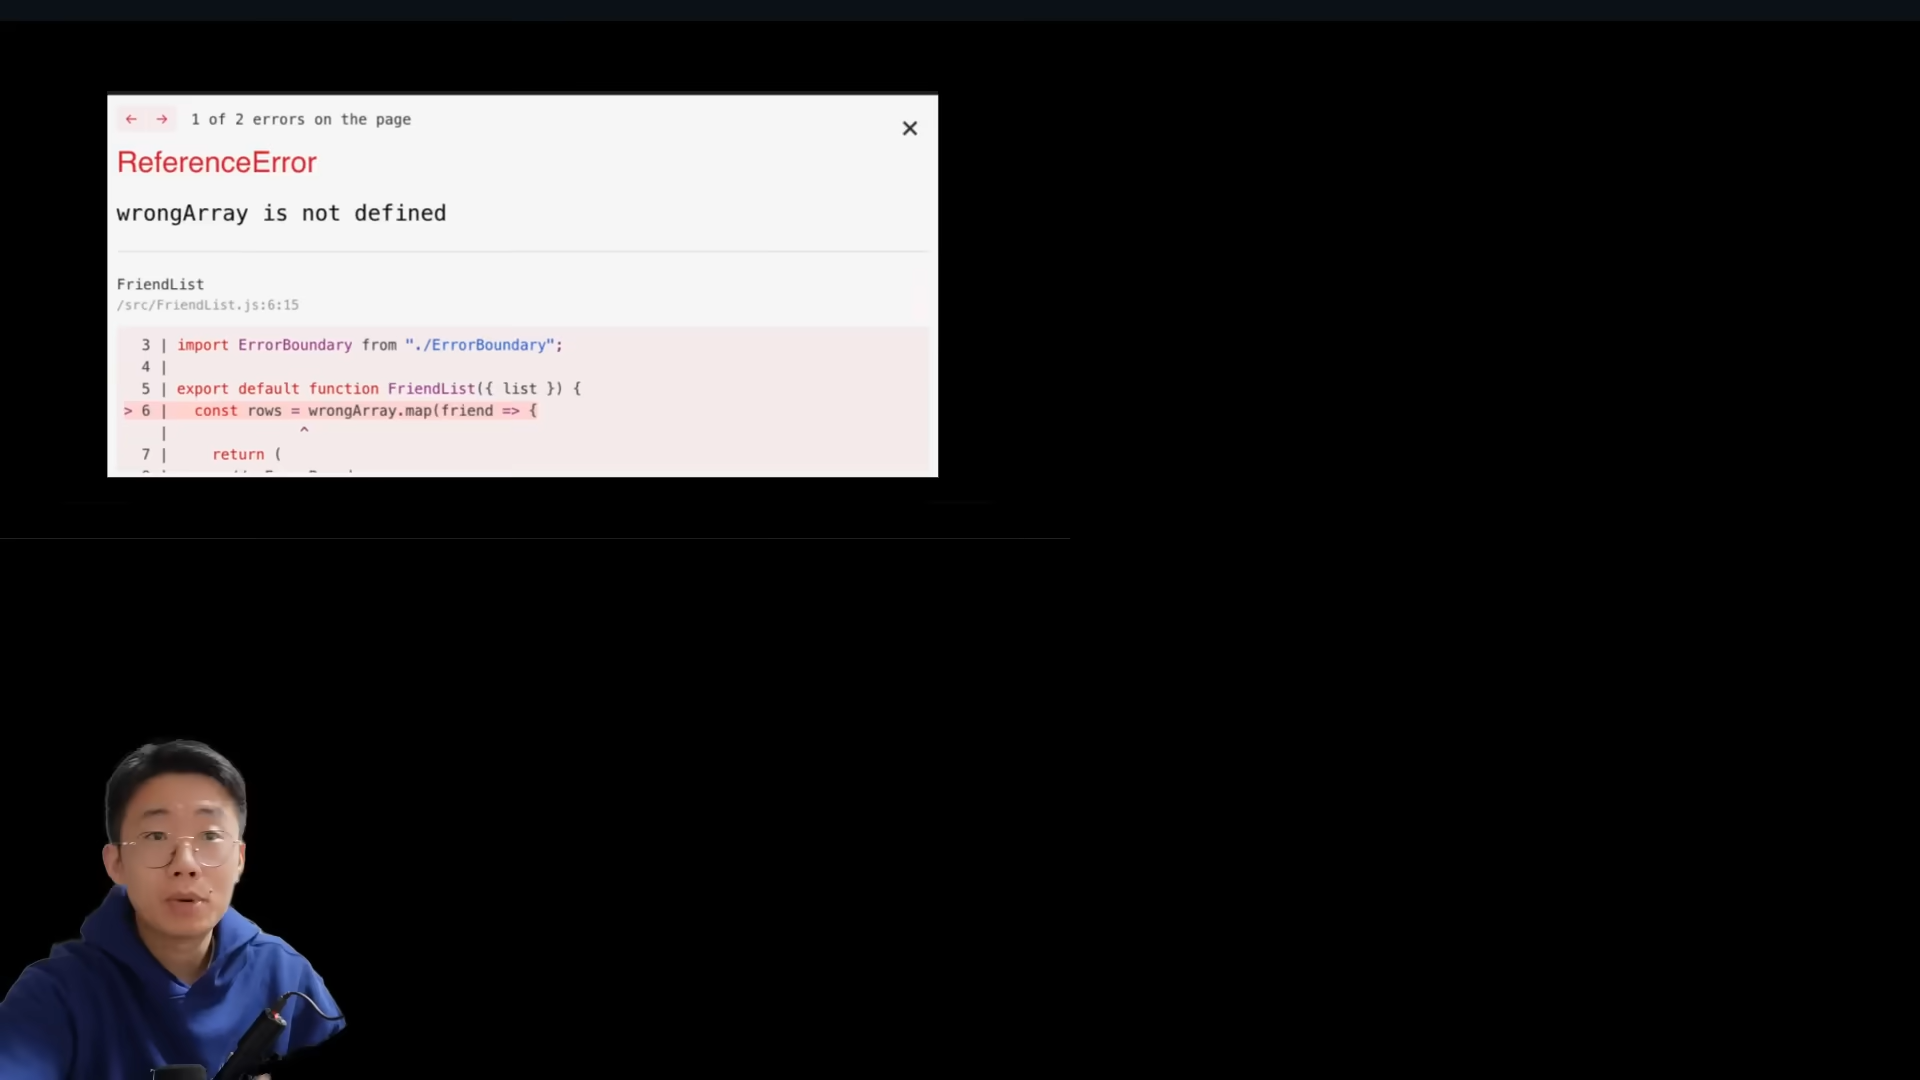 ← → 1 of 2 errors on the page ✕
ReferenceError
wrongArray is not defined
FriendList
/src/FriendList.js:6:15
3 | import ErrorBoundary from "./ErrorBoundary";
4 |
5 | export default function FriendList({ list }) {
> 6 |   const rows = wrongArray.map(friend => {
|               ^
7 |     return (